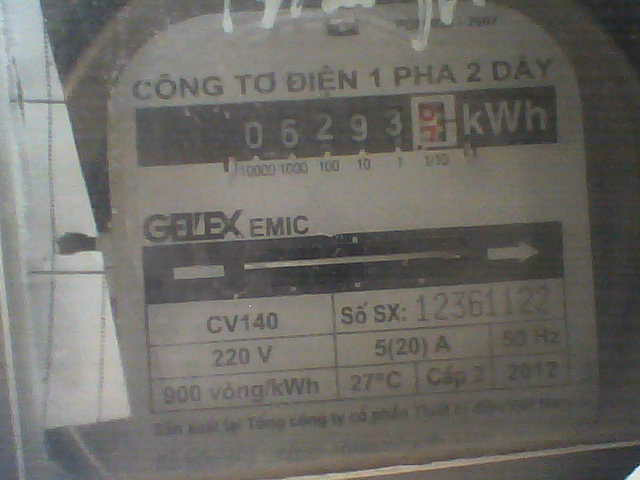 CÔNG TƠ ĐIỆN 1 PHA 2 DÂY
0 6 2 9 3 kWh
10000 1000 100 10 1 1/10
GELEX EMIC
CV140 Số SX: 12361122
220 V 5(20) A 50 Hz
900 vòng/kWh 27°C Cấp 2 2012
Sản xuất tại Tổng công ty cổ phần Thiết bị điện Việt Nam